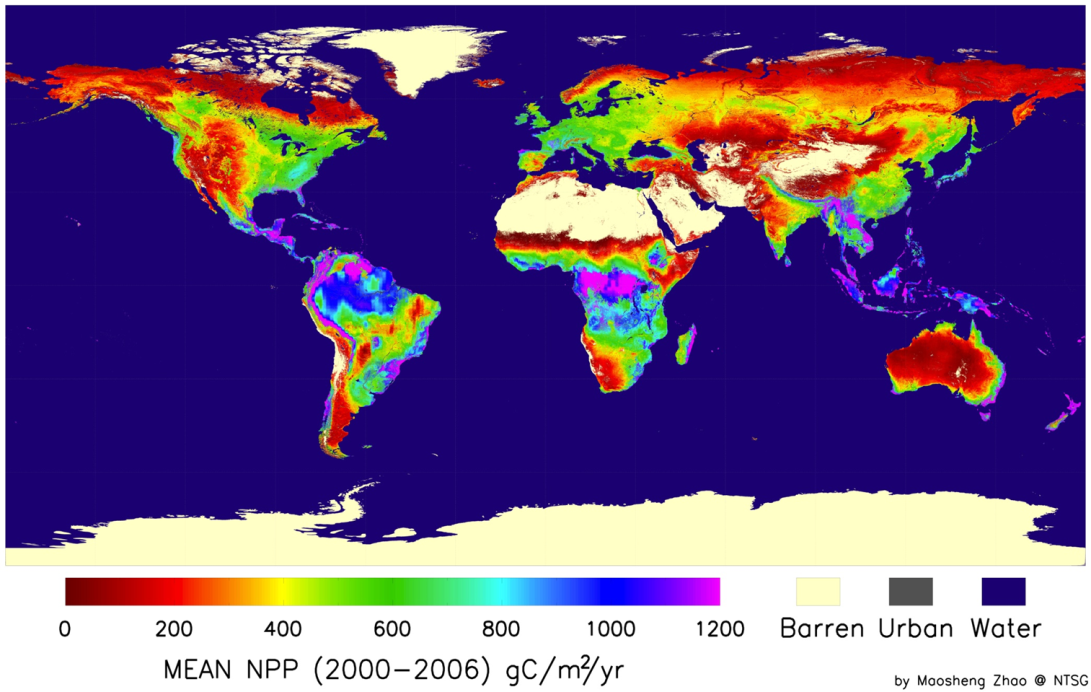 0 200 400 600 800 1000 1200 Barren Urban Water
MEAN NPP (2000-2006) gC/m²/yr
by Maosheng Zhao @ NTSG